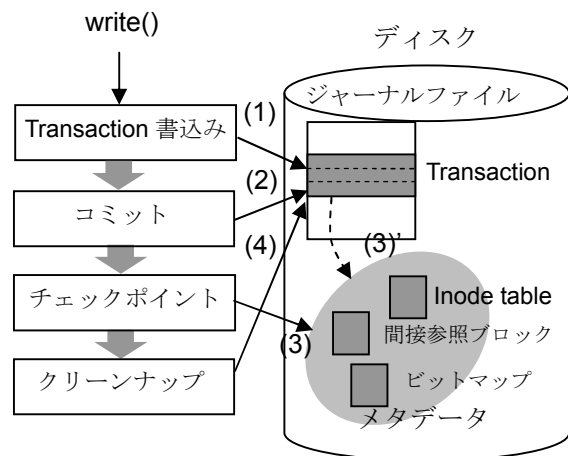 write()
ディスク
ジャーナルファイル
Transaction 書込み
(1)
Transaction
(2)
コミット
(4)
(3)’
チェックポイント
Inode table
間接参照ブロック
(3)
クリーンナップ
ビットマップ
メタデータ